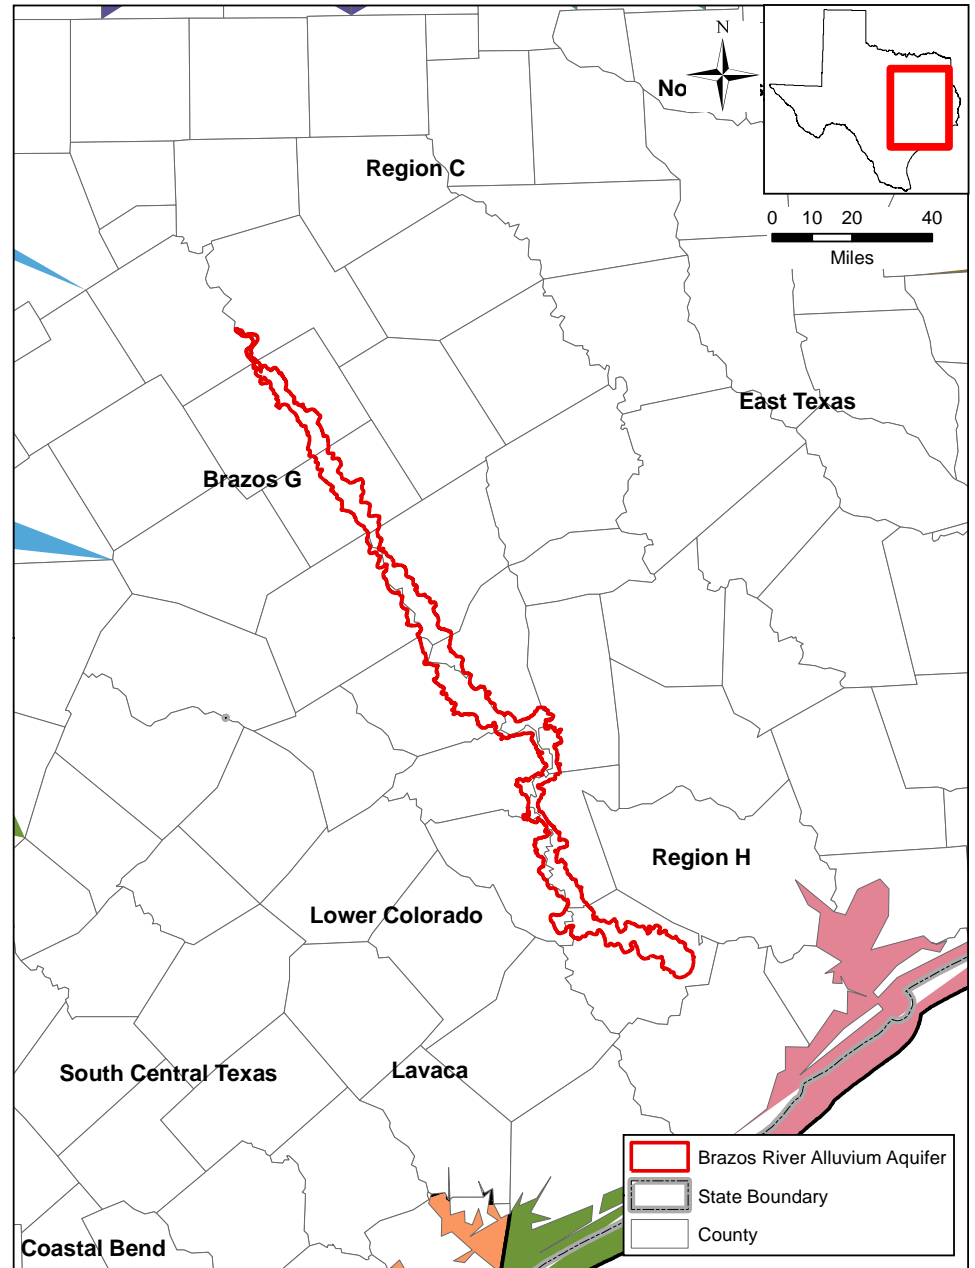 N
No
Region C
0 10 20 40
Miles
East Texas
Brazos G
Region H
Lower Colorado
South Central Texas
Lavaca
Coastal Bend
Brazos River Alluvium Aquifer
State Boundary
County